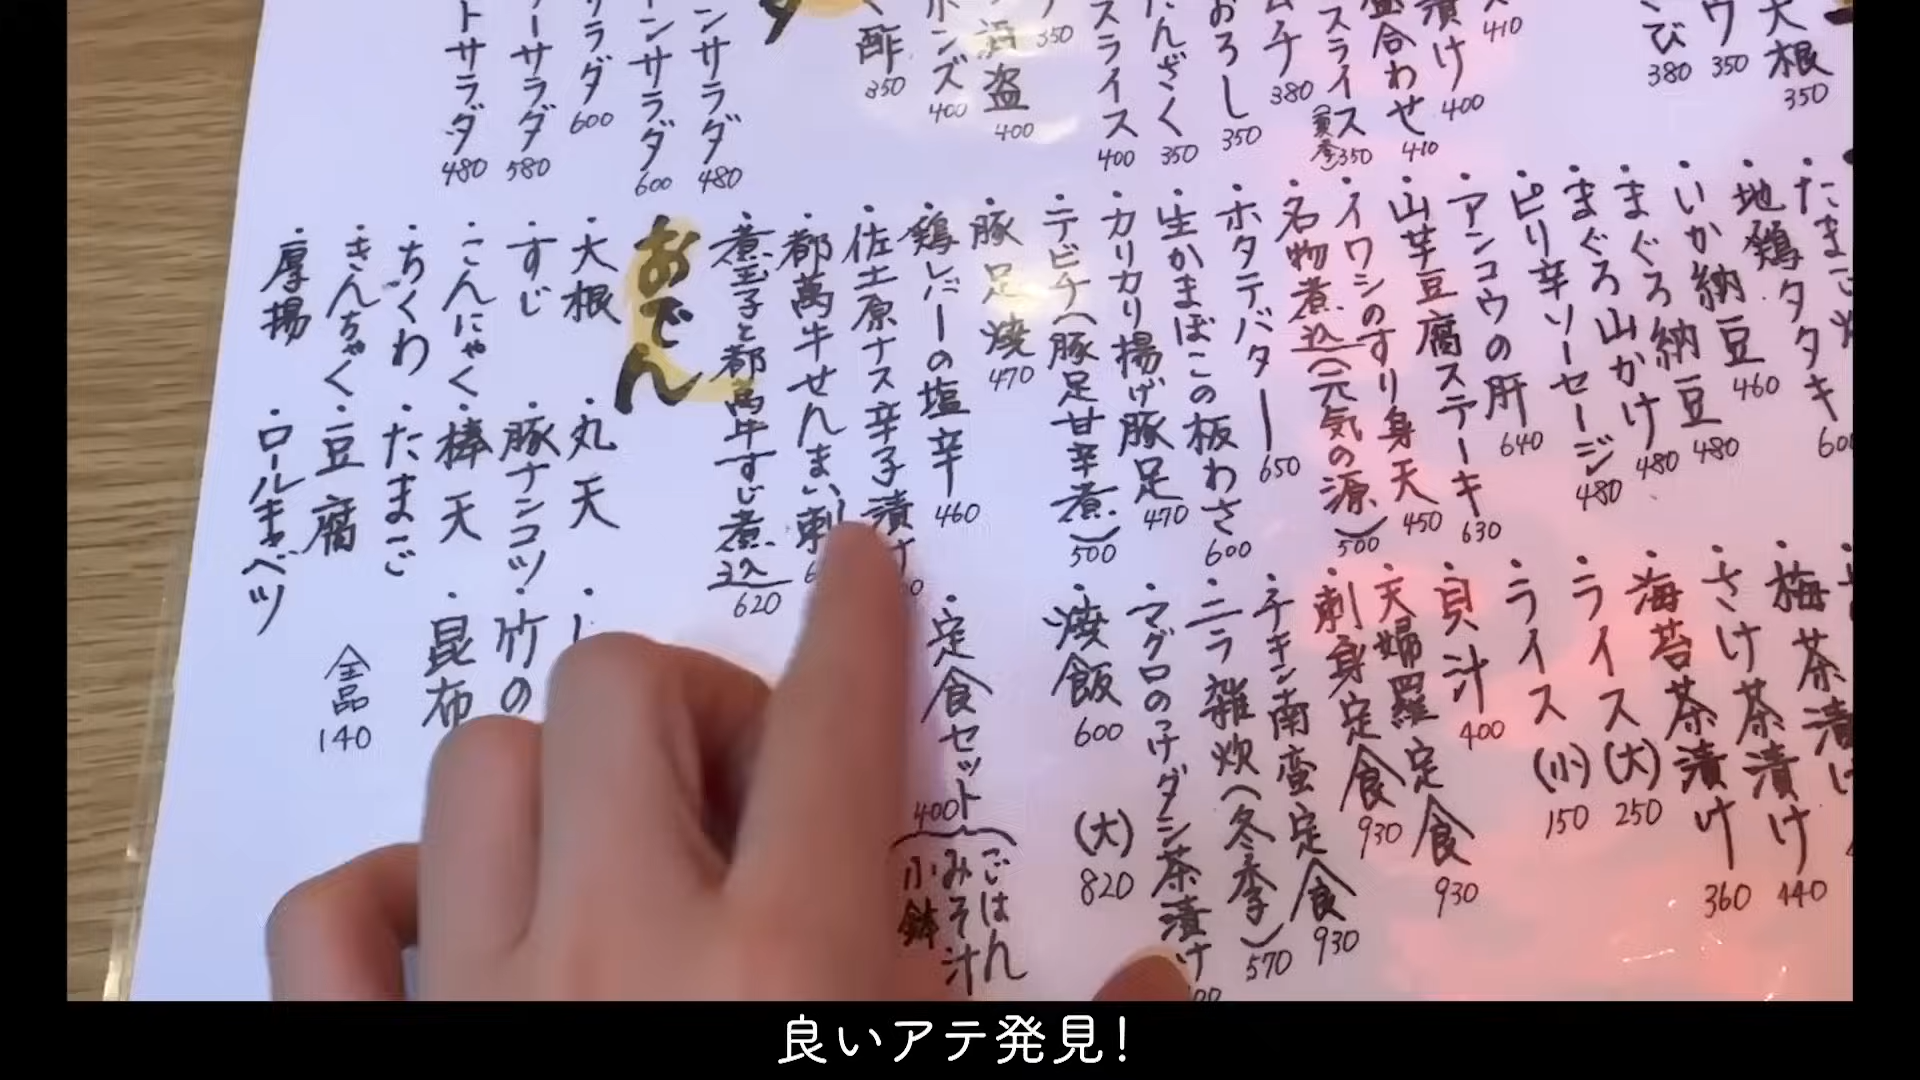 大根
350
ウ
350
さび
380
410
漬け
400
盛合わせ
410
スライス
夏季
350
ムチ
380
おろし
350
たんざく
350
スライス
400
350
酒盗
400
ポンズ
400
酢
350
ンサラダ
480
ンサラダ
600
サラダ
600
ーサラダ
580
トサラダ
480
・たまご
・地鶏タタキ
600
・いか納豆
460
・まぐろ納豆
480
・まぐろ山かけ
480
・ピリ辛ソーセージ
480
・アンコウの肝
640
・山芋豆腐ステーキ
630
・イワシのすり身天
450
・名物煮込(元気の源)
500
・ホタテバター
650
・生かまぼこの板わさ
600
・カリカリ揚げ豚足
470
・テビチ(豚足甘辛煮)
500
・豚足焼
470
・鶏レバーの塩辛
460
・佐土原ナス辛子漬け
・都萬牛せんまい刺
・煮玉子と都萬牛すじ煮込
620
おでん
・大根
・丸天
・すじ
・豚ナンコツ
・竹の
・こんにゃく
・棒天
・昆布
・ちくわ
・たまご
・きんちゃく
・豆腐
・厚揚
・ロールキャベツ
全品
140
・梅茶漬け
440
・さけ茶漬け
360
・海苔茶漬け
・ライス(大)
250
・ライス(小)
150
・貝汁
400
・天婦羅定食
930
・刺身定食
930
・チキン南蛮定食
930
・ニラ雑炊(冬季)
570
・マグロのづけダシ茶漬け
・焼飯
600
(大)
820
・定食セット
400
ごはん
みそ汁
小鉢
良いアテ発見!